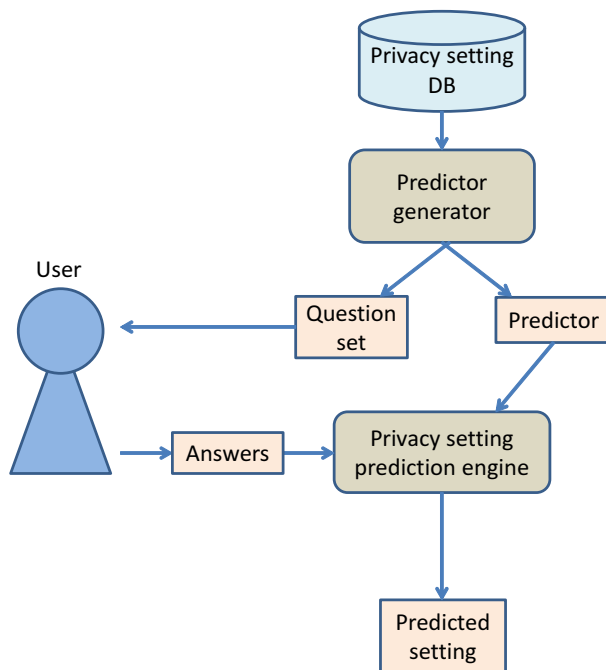 Privacy setting
DB
Predictor
generator
User
Question
set
Predictor
Answers
Privacy setting
prediction engine
Predicted
setting